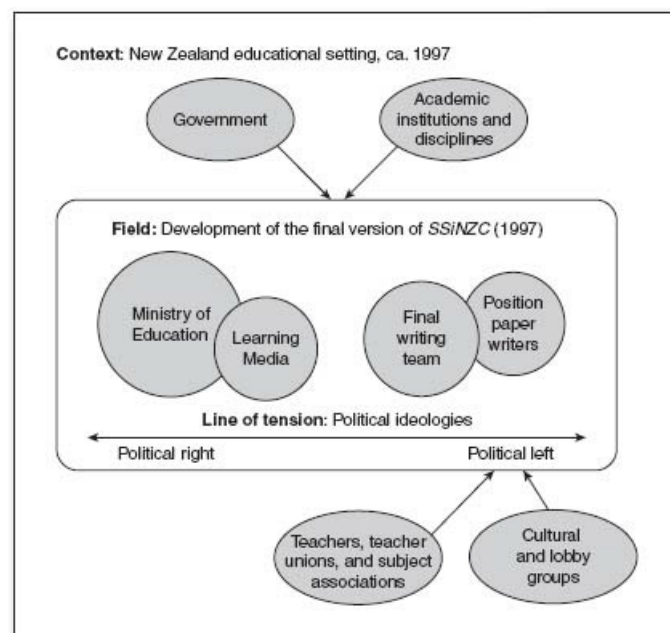 Context: New Zealand educational setting, ca. 1997
Government
Academic
institutions and
disciplines
Field: Development of the final version of SSiNZC (1997)
Ministry of
Education
Learning
Media
Final
writing
team
Position
paper
writers
Line of tension: Political ideologies
Political right
Political left
Teachers, teacher
unions, and subject
associations
Cultural
and lobby
groups